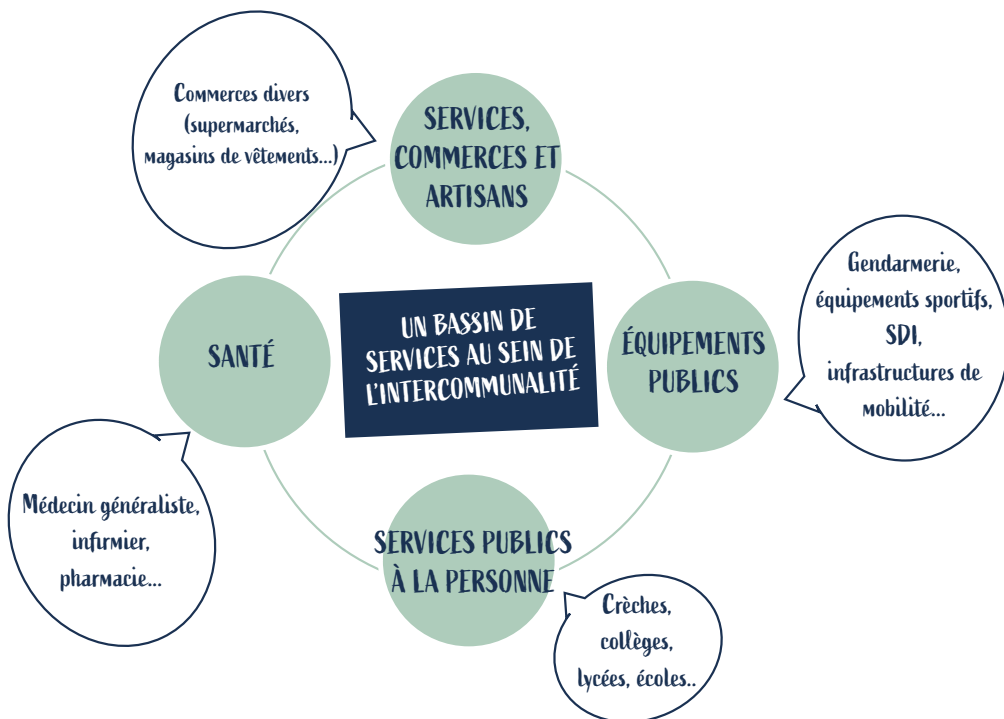 Commerces divers
(supermarchés,
magasins de vêtements...)
SERVICES,
COMMERCES ET
ARTISANS
Gendarmerie,
équipements sportifs,
SDI,
infrastructures de
mobilité...
SANTÉ
UN BASSIN DE
SERVICES AU SEIN DE
L'INTERCOMMUNALITÉ
ÉQUIPEMENTS
PUBLICS
Médecin généraliste,
infirmier,
pharmacie...
SERVICES PUBLICS
À LA PERSONNE
Crèches,
collèges,
lycées, écoles..